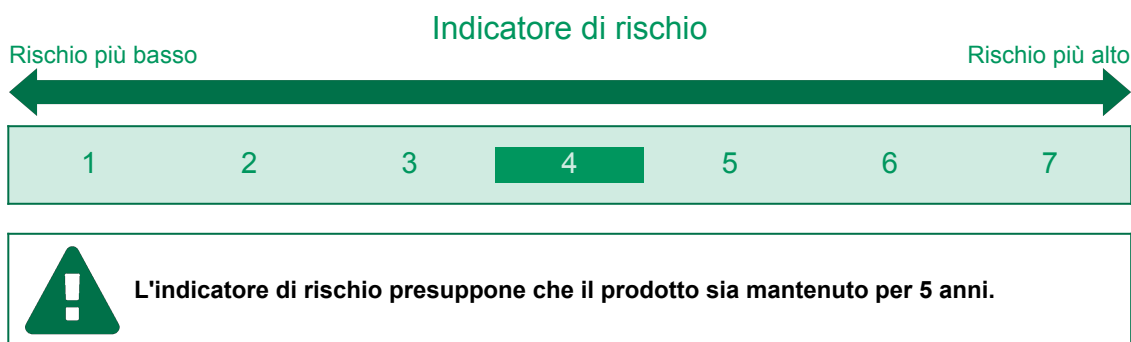 Indicatore di rischio
Rischio più basso Rischio più alto
1 2 3 4 5 6 7
L'indicatore di rischio presuppone che il prodotto sia mantenuto per 5 anni.